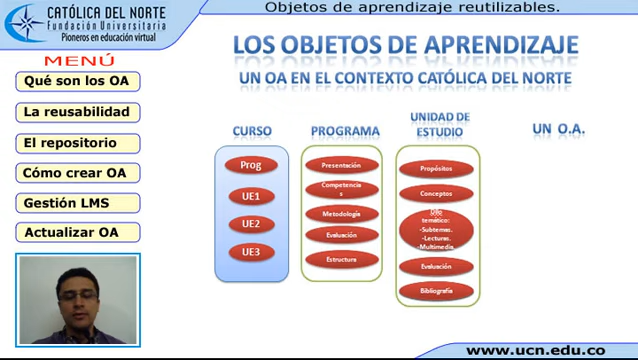 CATÓLICA DEL NORTE
Fundación Universitaria
Pioneros en educación virtual
Objetos de aprendizaje reutilizables.
MENÚ
Qué son los OA
La reusabilidad
El repositorio
Cómo crear OA
Gestión LMS
Actualizar OA
LOS OBJETOS DE APRENDIZAJE
UN OA EN EL CONTEXTO CATÓLICA DEL NORTE
CURSO
Prog
UE1
UE2
UE3
PROGRAMA
Presentación
Competencia
s
Metodología
Evaluación
Estructura
UNIDAD DE
ESTUDIO
Propósitos
Conceptos
temático:
-Subtemas.
-Lecturas.
-Multimedia.
Evaluación
Bibliografía
UN O.A.
www.ucn.edu.co